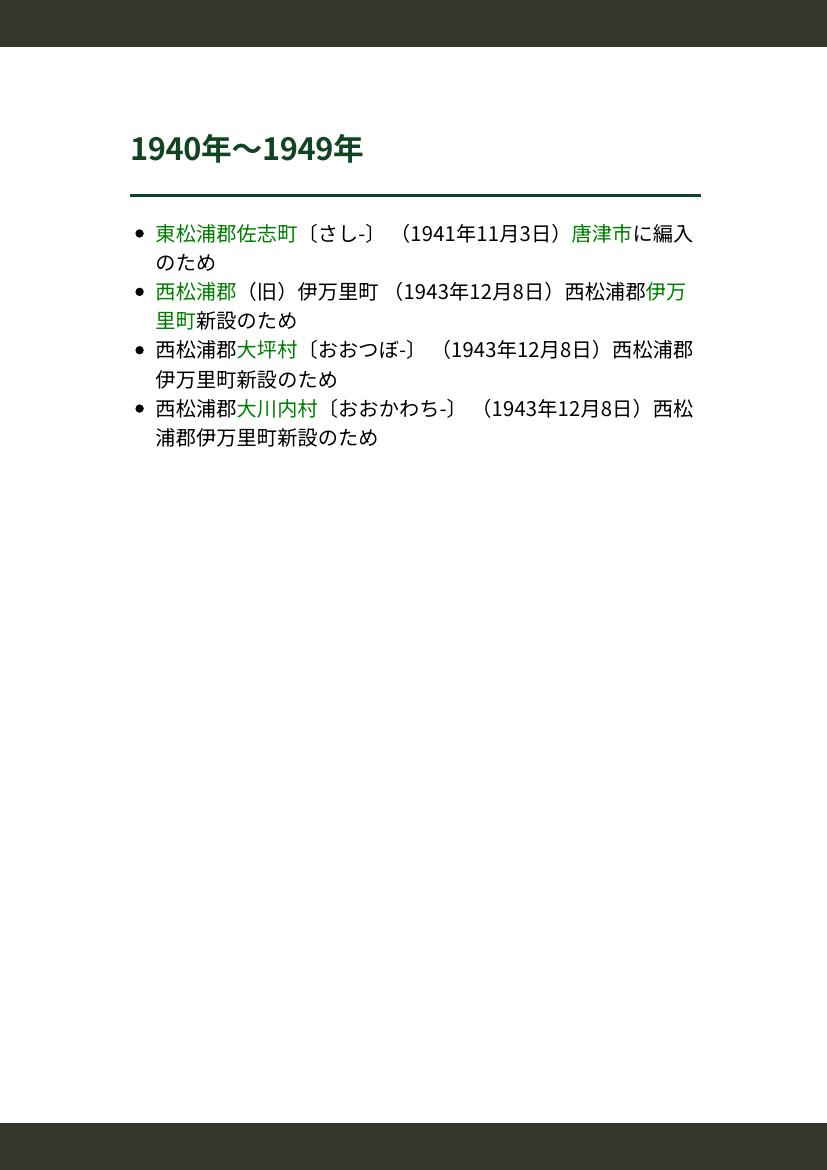 1940年〜1949年
• 東松浦郡佐志町〔さし-〕 （1941年11月3日）唐津市に編入
のため
• 西松浦郡（旧）伊万里町 （1943年12月8日）西松浦郡伊万
里町新設のため
• 西松浦郡大坪村〔おおつぼ-〕 （1943年12月8日）西松浦郡
伊万里町新設のため
• 西松浦郡大川内村〔おおかわち-〕 （1943年12月8日）西松
浦郡伊万里町新設のため